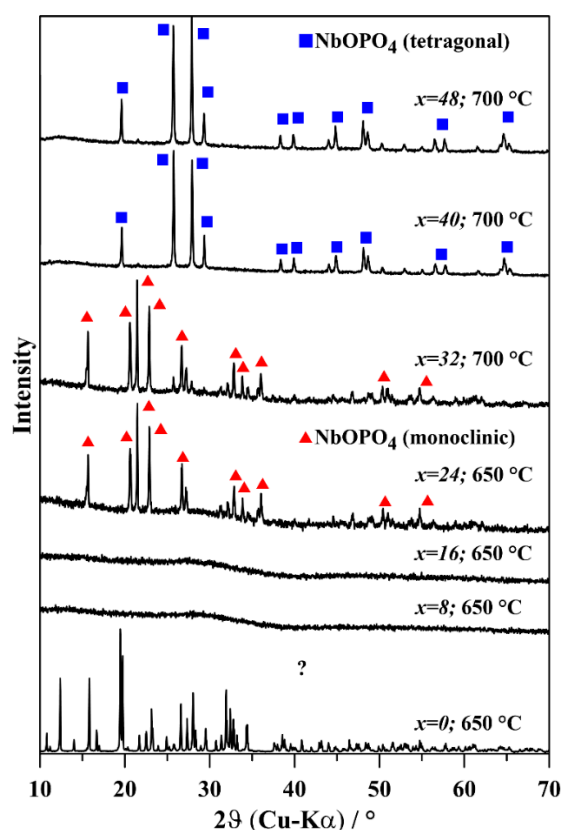 NbOPO4 (tetragonal)
x=48; 700 °C
x=40; 700 °C
x=32; 700 °C
NbOPO4 (monoclinic)
x=24; 650 °C
x=16; 650 °C
x=8; 650 °C
?
x=0; 650 °C
Intensity
10 20 30 40 50 60 70
2ϑ (Cu-Kα) / °